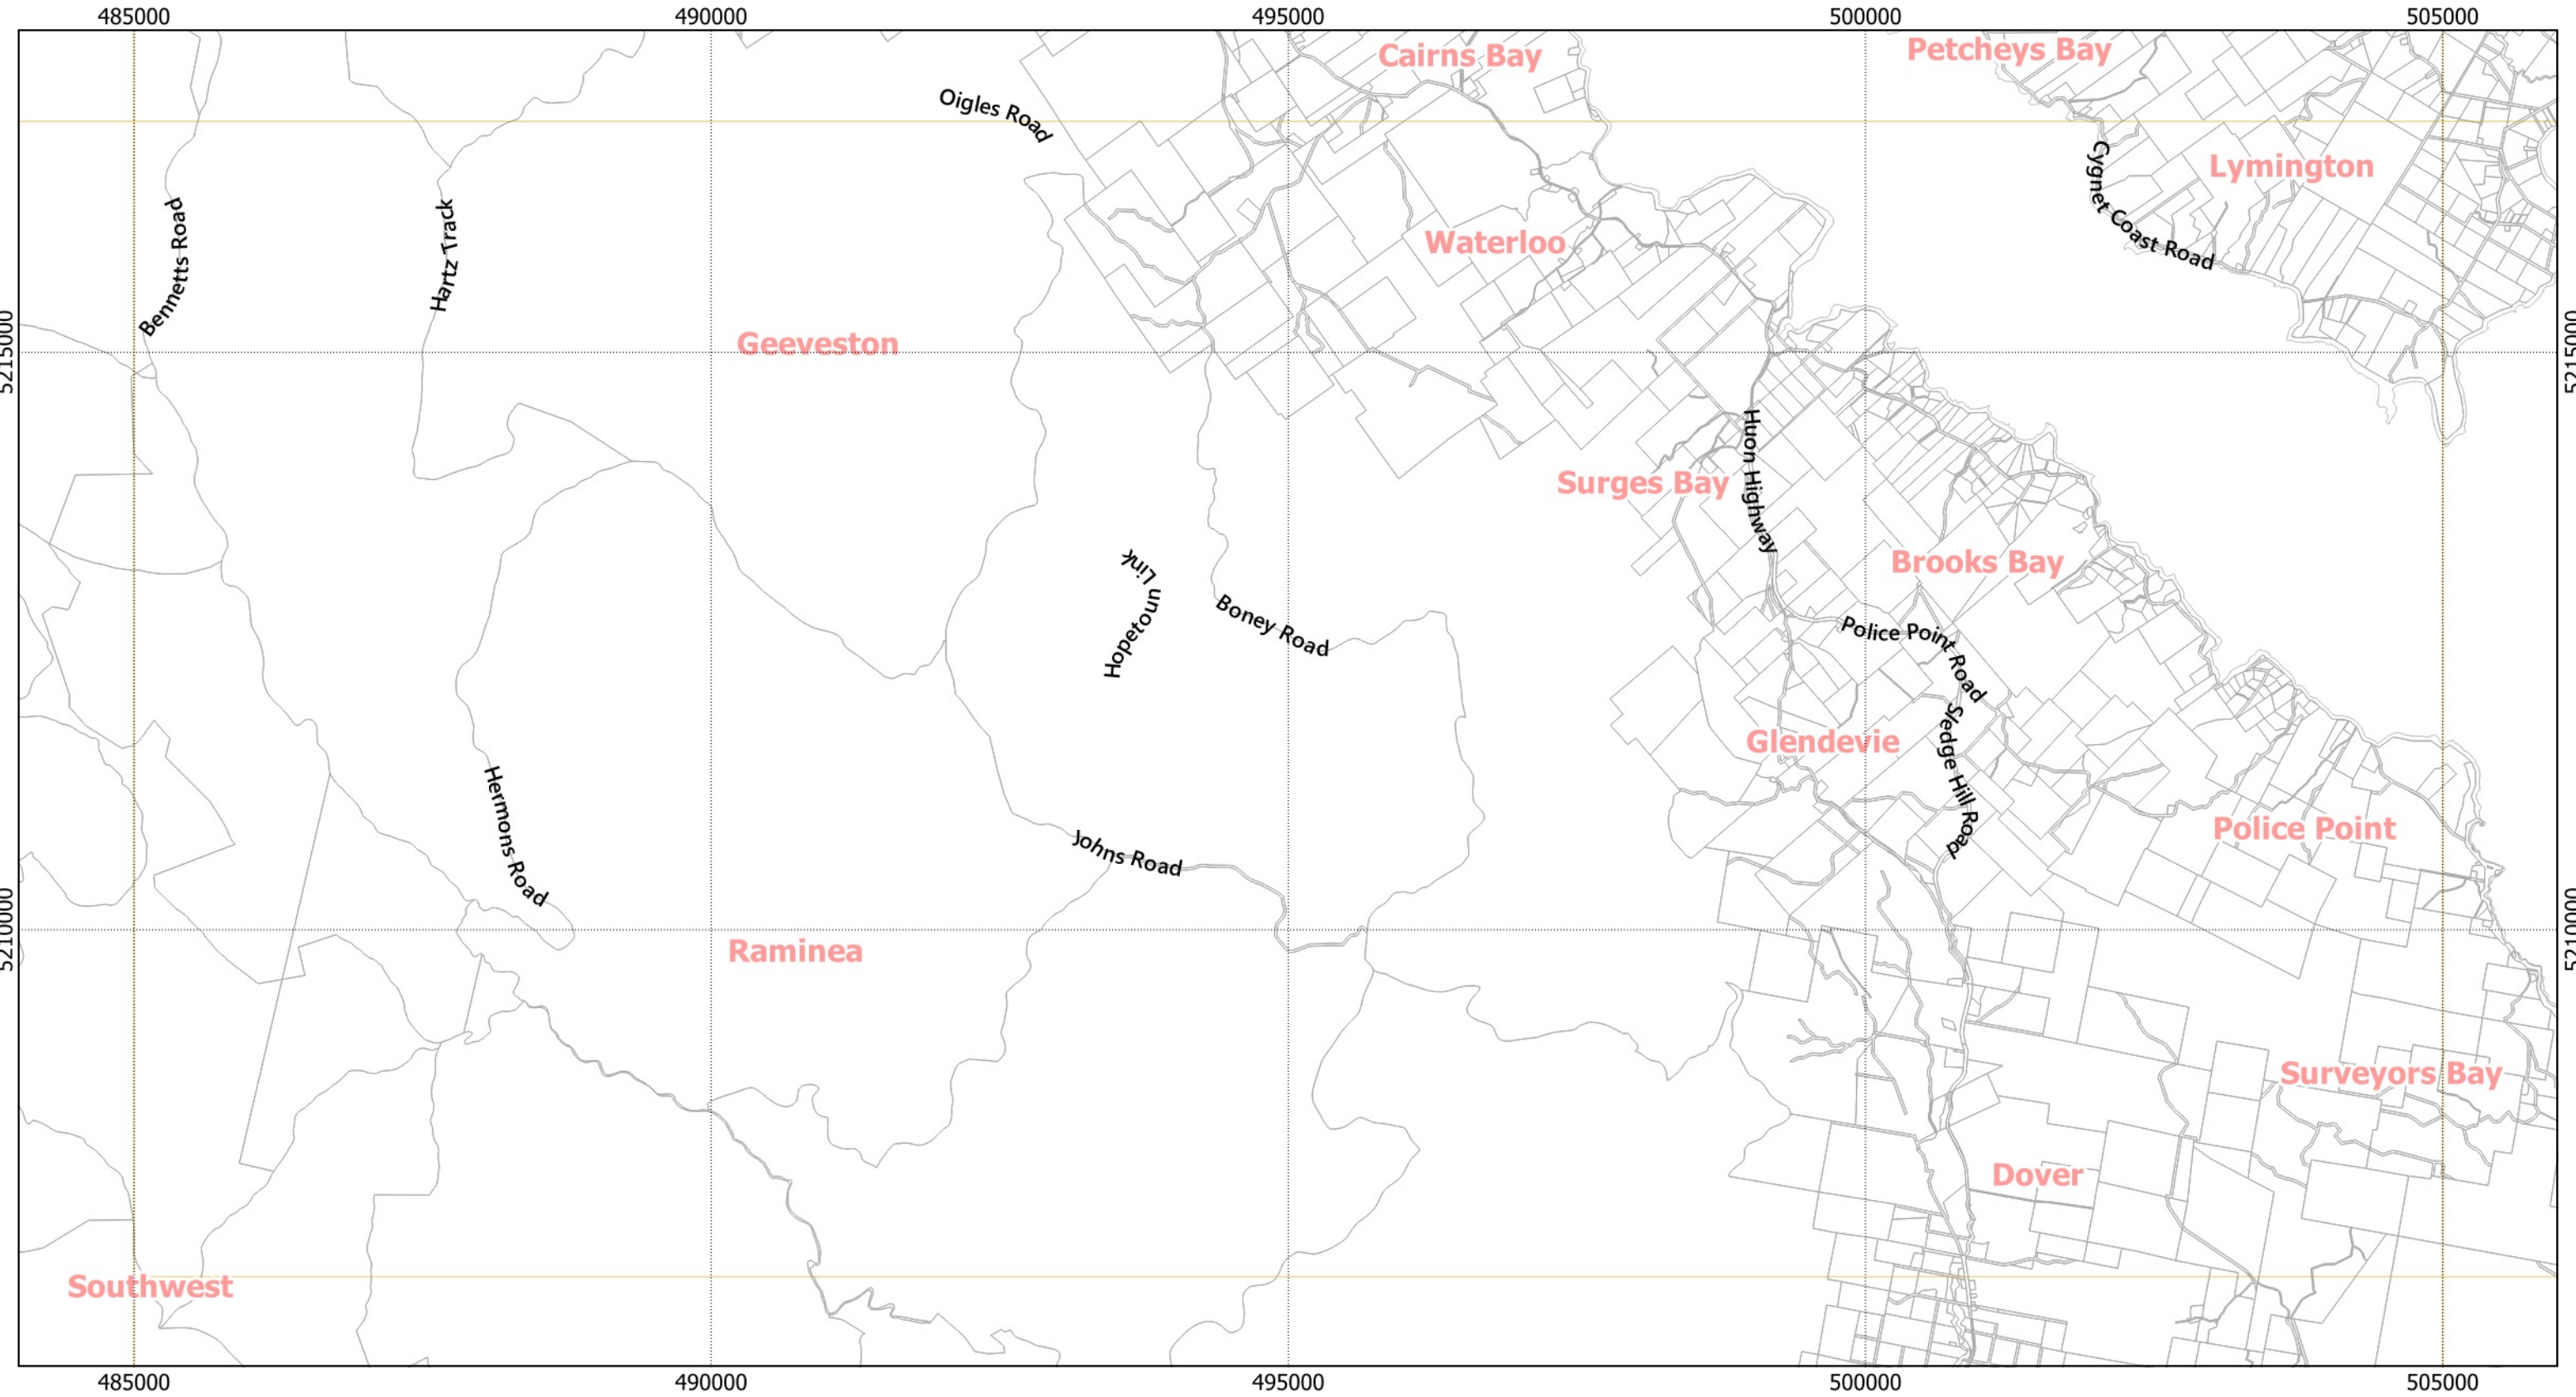 485000
490000
495000
500000
505000
Cairns Bay
Petcheys Bay
Oigles Road
Cygnet Coast Road
Lymington
Bennetts Road
Hartz Track
Waterloo
Geeveston
5215000
5215000
Huon Highway
Surges Bay
Brooks Bay
Hopetoun Link
Boney Road
Police Point Road
Sledge Hill Road
Glendevie
Hermons Road
Johns Road
Police Point
5210000
5210000
Raminea
Surveyors Bay
Dover
Southwest
485000
490000
495000
500000
505000